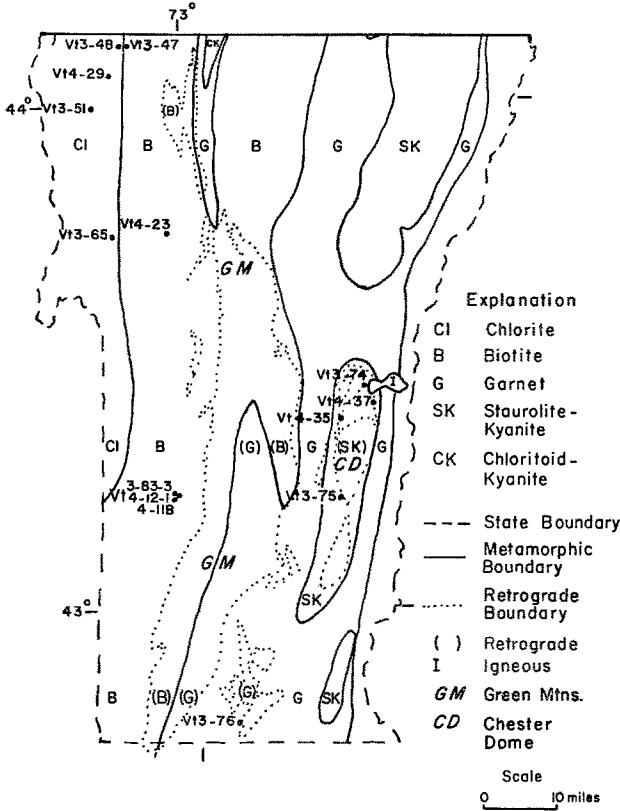 73°
Vt3-48 Vt3-47
CK
Vt4-29
44°
Vt3-51
(B)
Cl B G B G SK G
Vt4-23
Vt3-65
GM
Explanation
Cl Chlorite
B Biotite
G Garnet
SK Staurolite-
Kyanite
CK Chloritoid-
Kyanite
State Boundary
Metamorphic
Boundary
Retrograde
Boundary
( ) Retrograde
I Igneous
GM Green Mtns.
CD Chester
Dome
Scale
0 10 miles
Vt3-74
I
Vt4-37
Vt4-35
Cl B (G) (B) G (SK) G
CD
3-83-3
Vt4-12-1
4-11B
Vt3-75
GM
43°
SK
B (B) (G) (G) G SK
Vt3-76